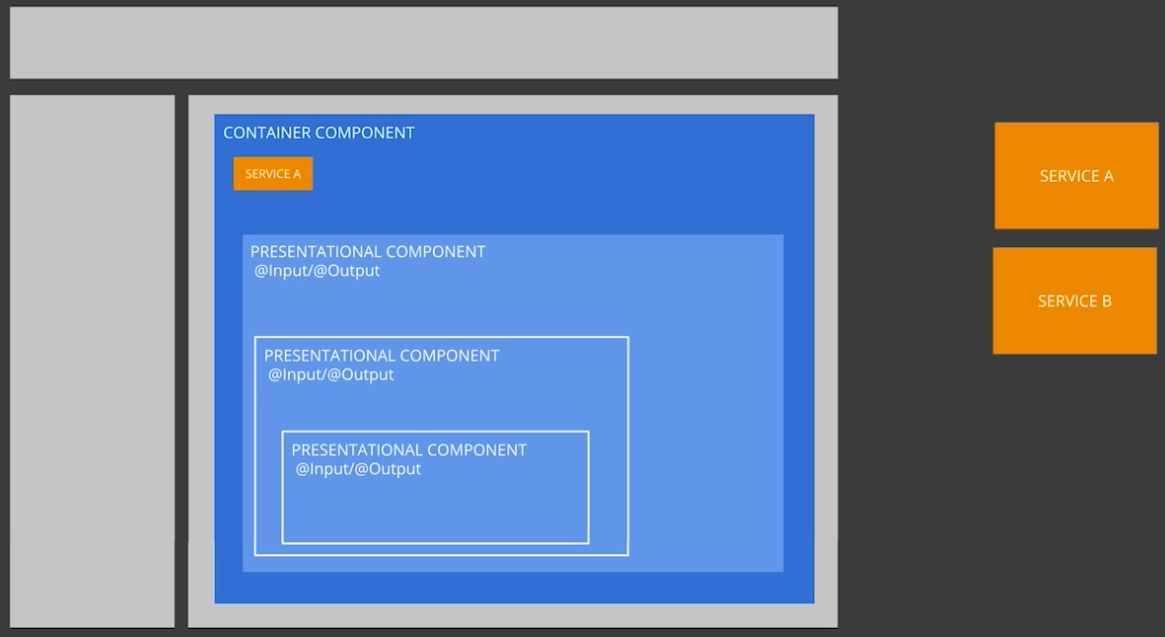 CONTAINER COMPONENT
SERVICE A
PRESENTATIONAL COMPONENT
@Input/@Output
PRESENTATIONAL COMPONENT
@Input/@Output
PRESENTATIONAL COMPONENT
@Input/@Output
SERVICE A
SERVICE B